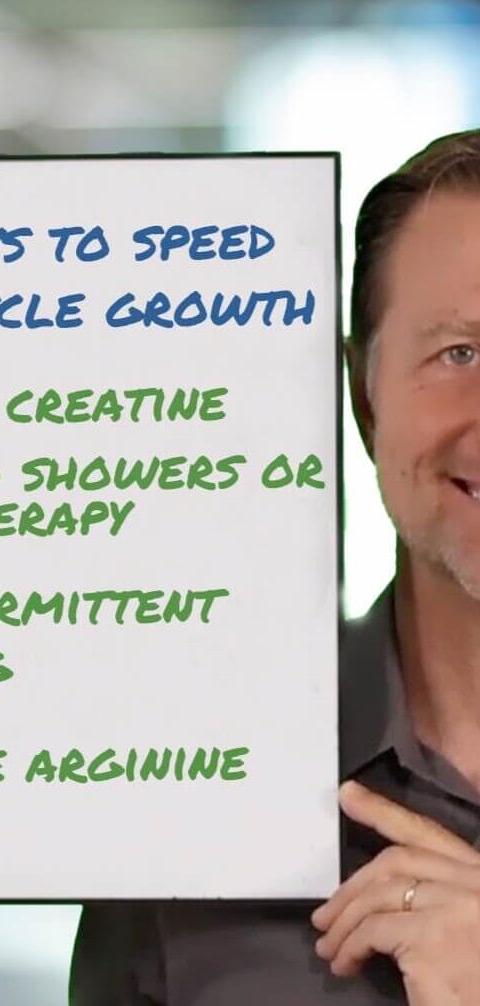 S TO SPEED
CLE GROWTH
CREATINE
SHOWERS OR
ERAPY
RMITTENT
G
E ARGININE